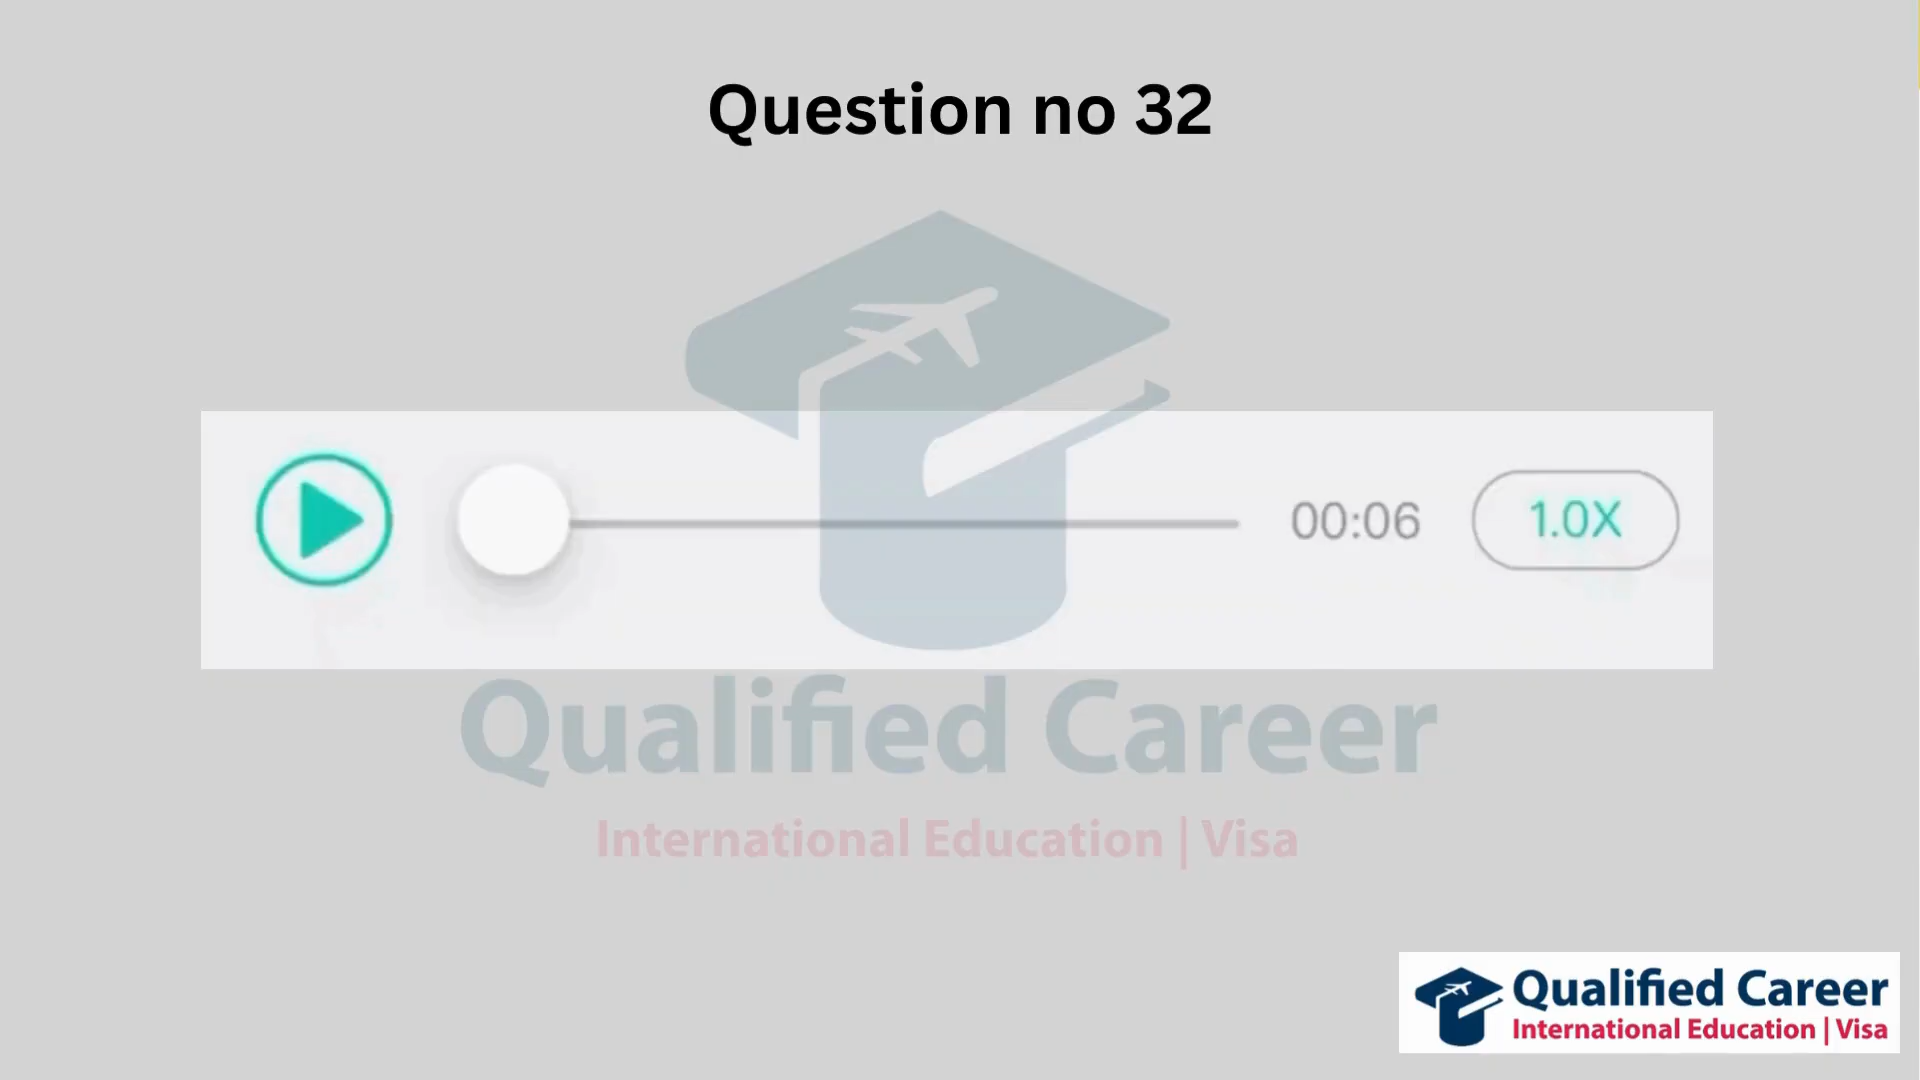 Question no 32
00:06
1.0X
Qualified Career
International Education | Visa
Qualified Career
International Education | Visa